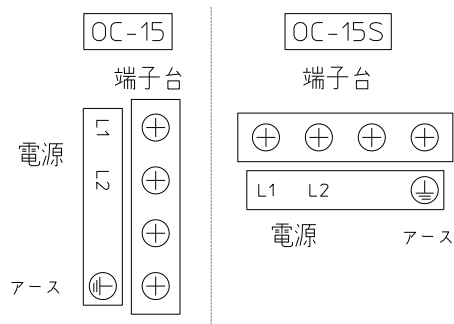 OC-15
端子台
L1
電源
L2
アース
OC-15S
端子台
L1 L2
電源
アース